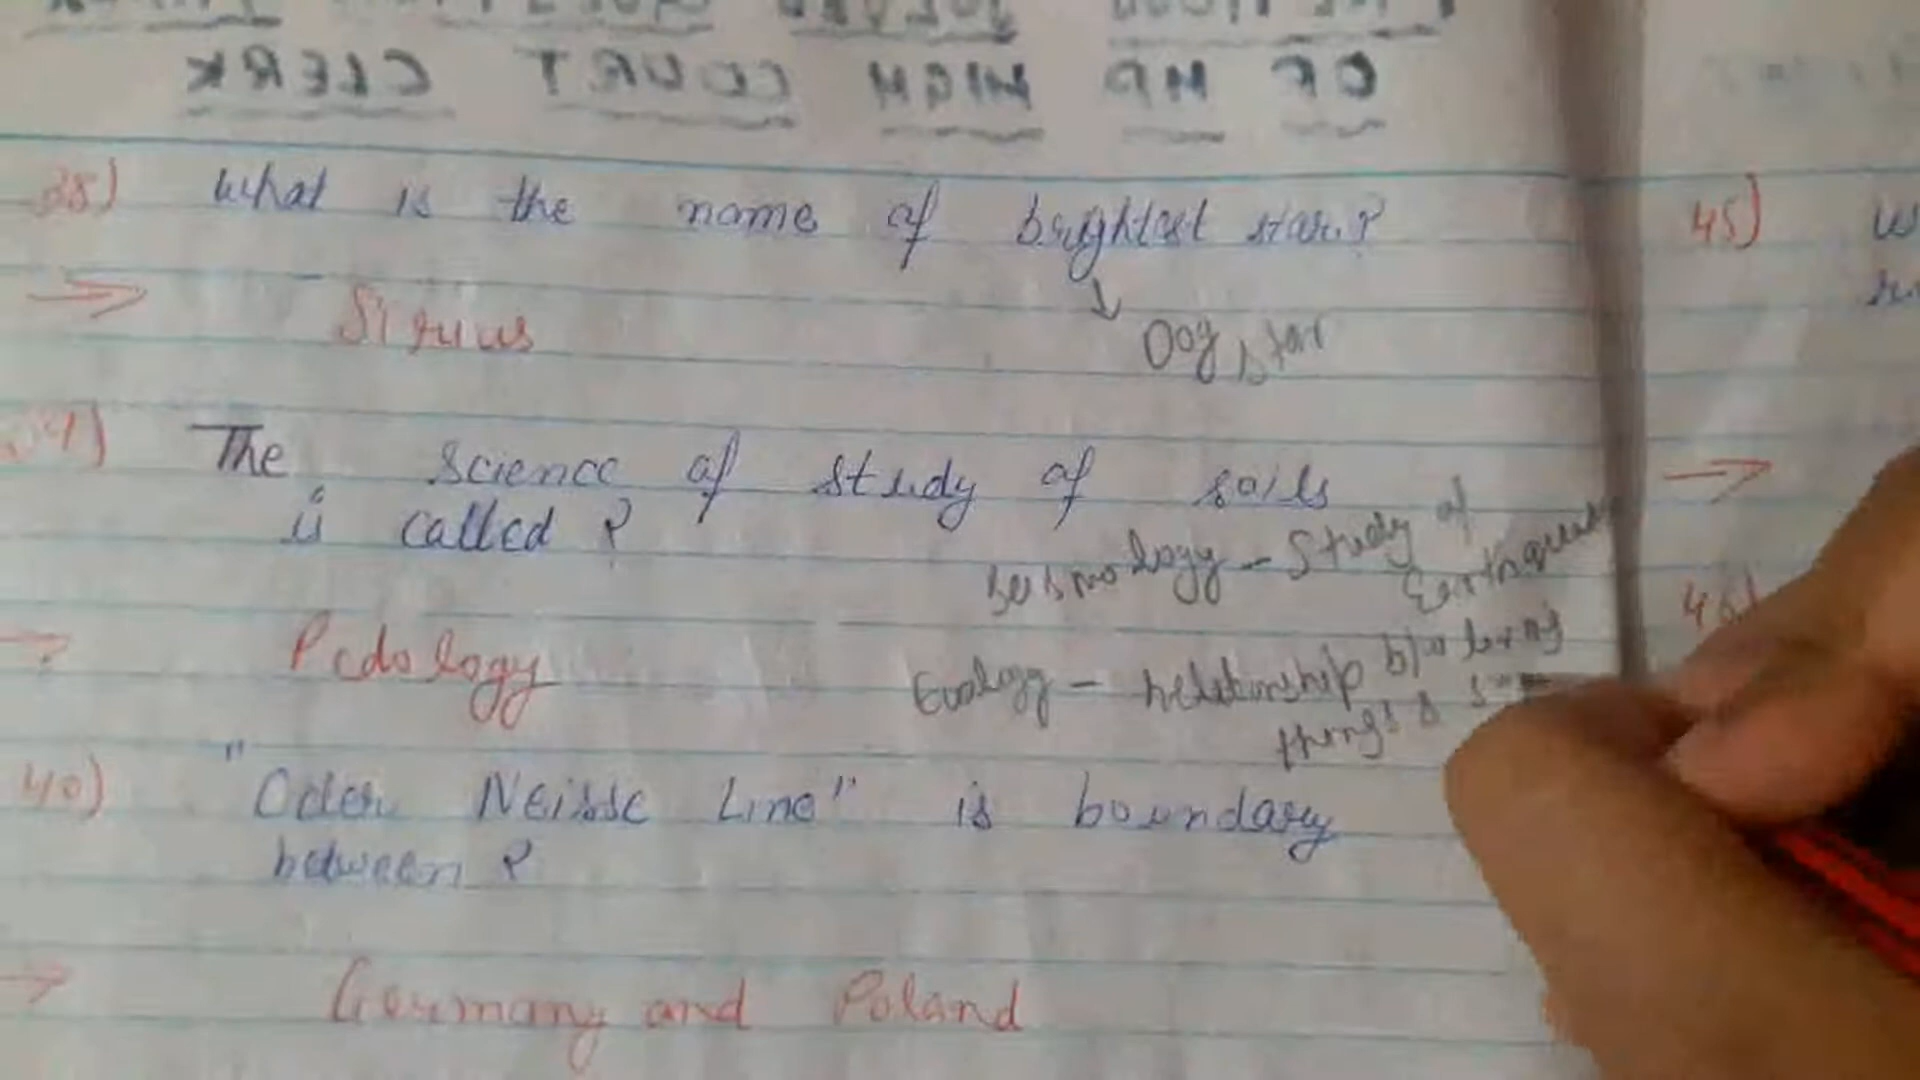 CLERK COURT HIGH MP OF
38) What is the name of brightest star?
→ Sirius
↓ Dog star
39) The science of study of soils
is called ?
Seismology - Study of
→ Pedology
Ecology - relationship b/w living
things &
40) "Oder Neisse Line" is boundary
between ?
→ Germany and Poland
45)
→
46)